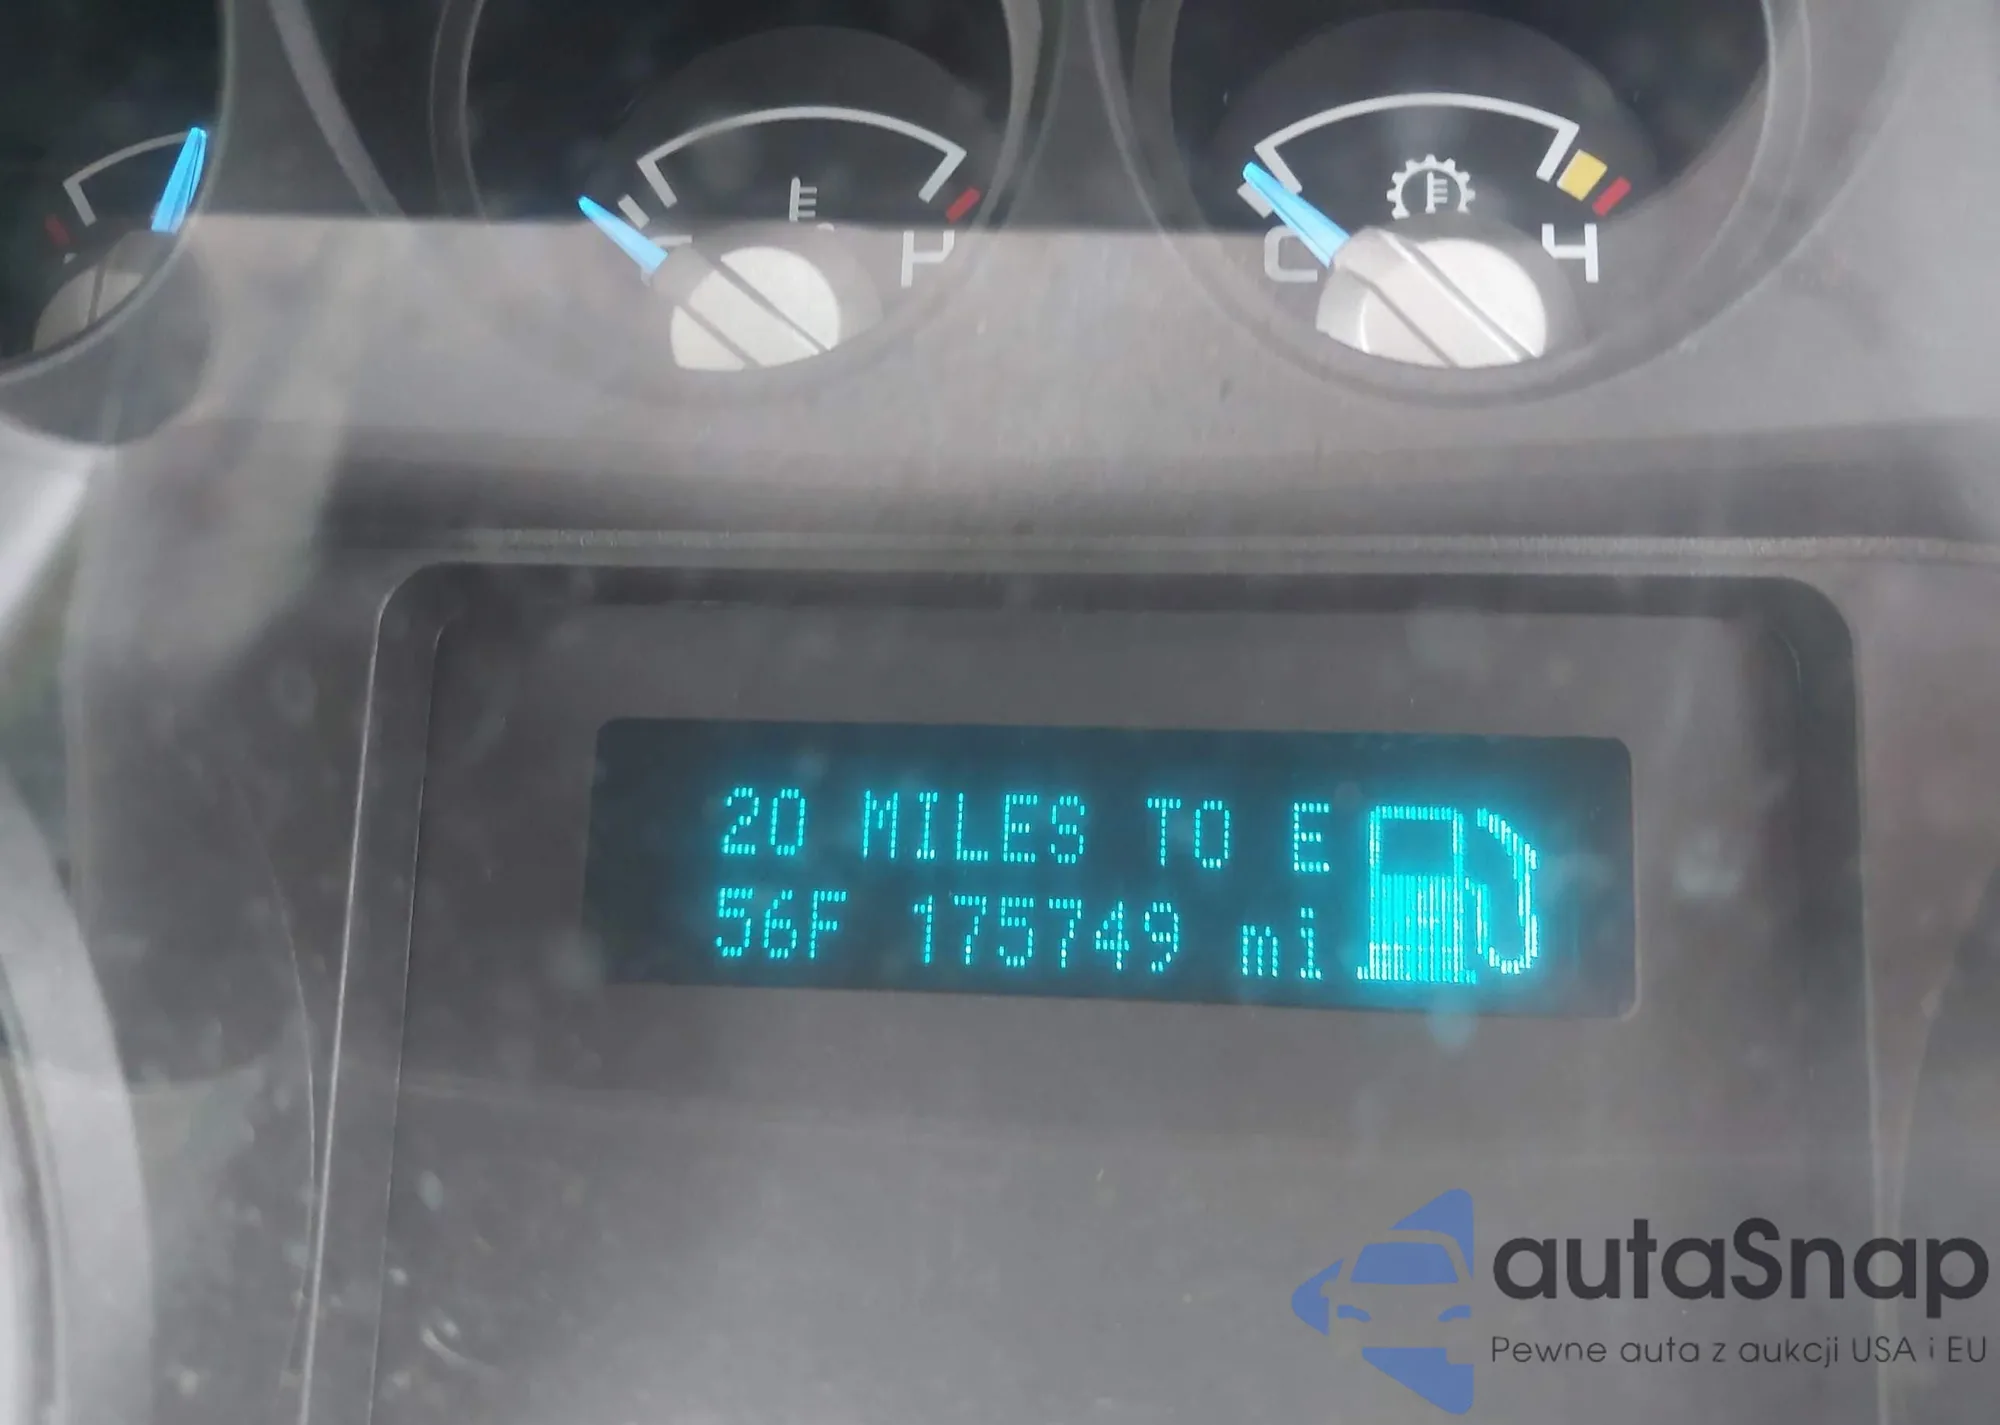 C
H
20 MILES TO E
56F 175749 mi
autaSnap
Pewne auta z aukcji USA i EU